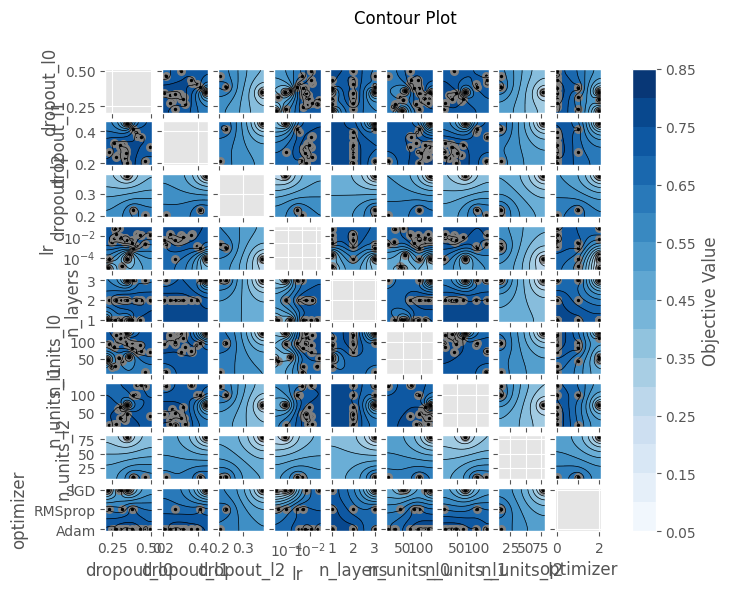 Contour Plot
dropout_l0
0.50
0.25
dropout_l1
0.4
0.2
dropout_l2
0.3
0.2
lr
10⁻²
10⁻⁴
n_layers
3
2
1
n_units_l0
100
50
n_units_l1
100
50
n_units_l2
75
50
25
optimizer
SGD
RMSprop
Adam
0.25 0.50 0.2 0.4 0.2 0.3 10⁻⁴ 10⁻² 1 2 3 50 100 50 100 25 50 75 0 2
dropout_l0 dropout_l1 dropout_l2 lr n_layers n_units_l0 n_units_l1 n_units_l2 optimizer
0.85
0.75
0.65
0.55
0.45
0.35
0.25
0.15
0.05
Objective Value